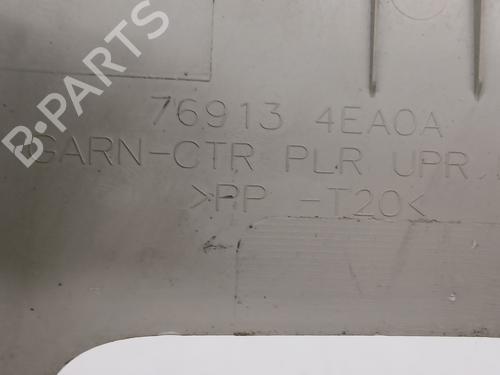 B-PARTS
76913 4EA0A
GARN-CTR PLR UPR
>PP -T20<